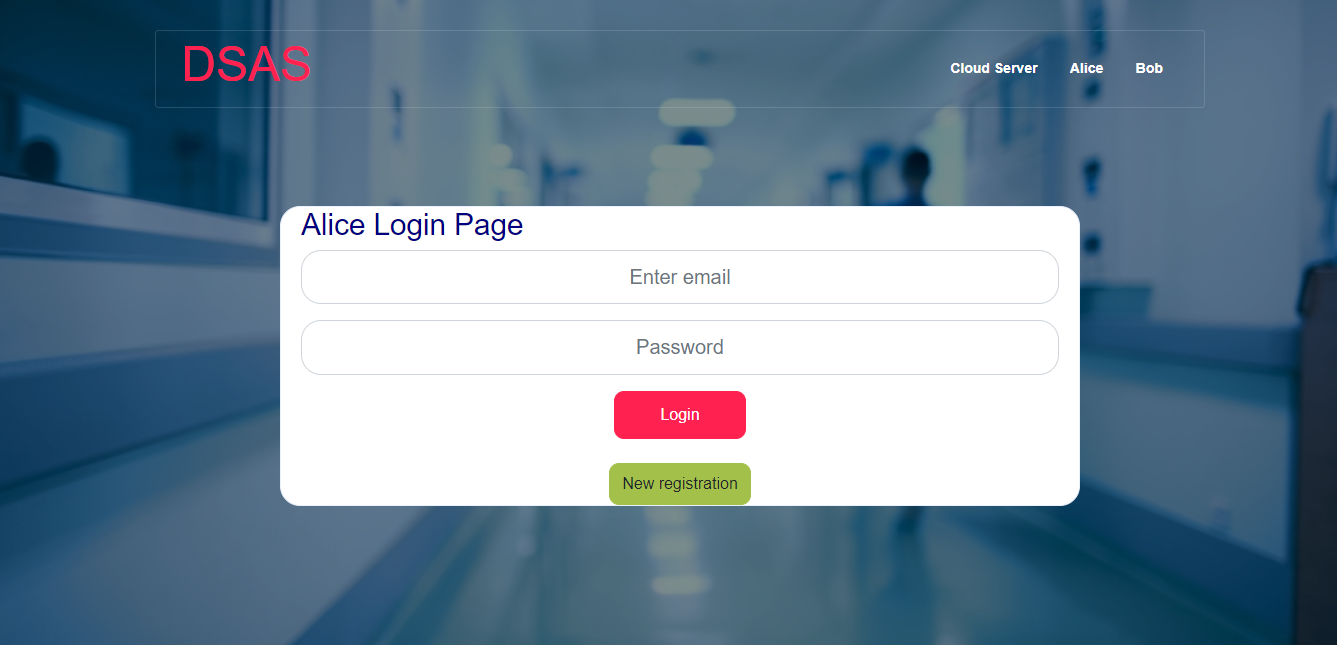 DSAS
Cloud Server Alice Bob
Alice Login Page
Enter email
Password
Login
New registration